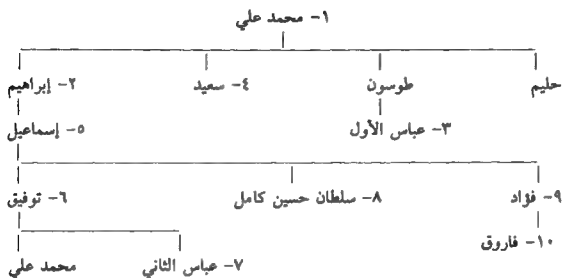 ١- محمد علي
حليم طوسون ٤- سعيد ٢- إبراهيم
٣- عباس الأول ٥- إسماعيل
٩- فؤاد ٨- سلطان حسين كامل ٦- توفيق
١٠- فاروق
٧- عباس الثاني محمد علي